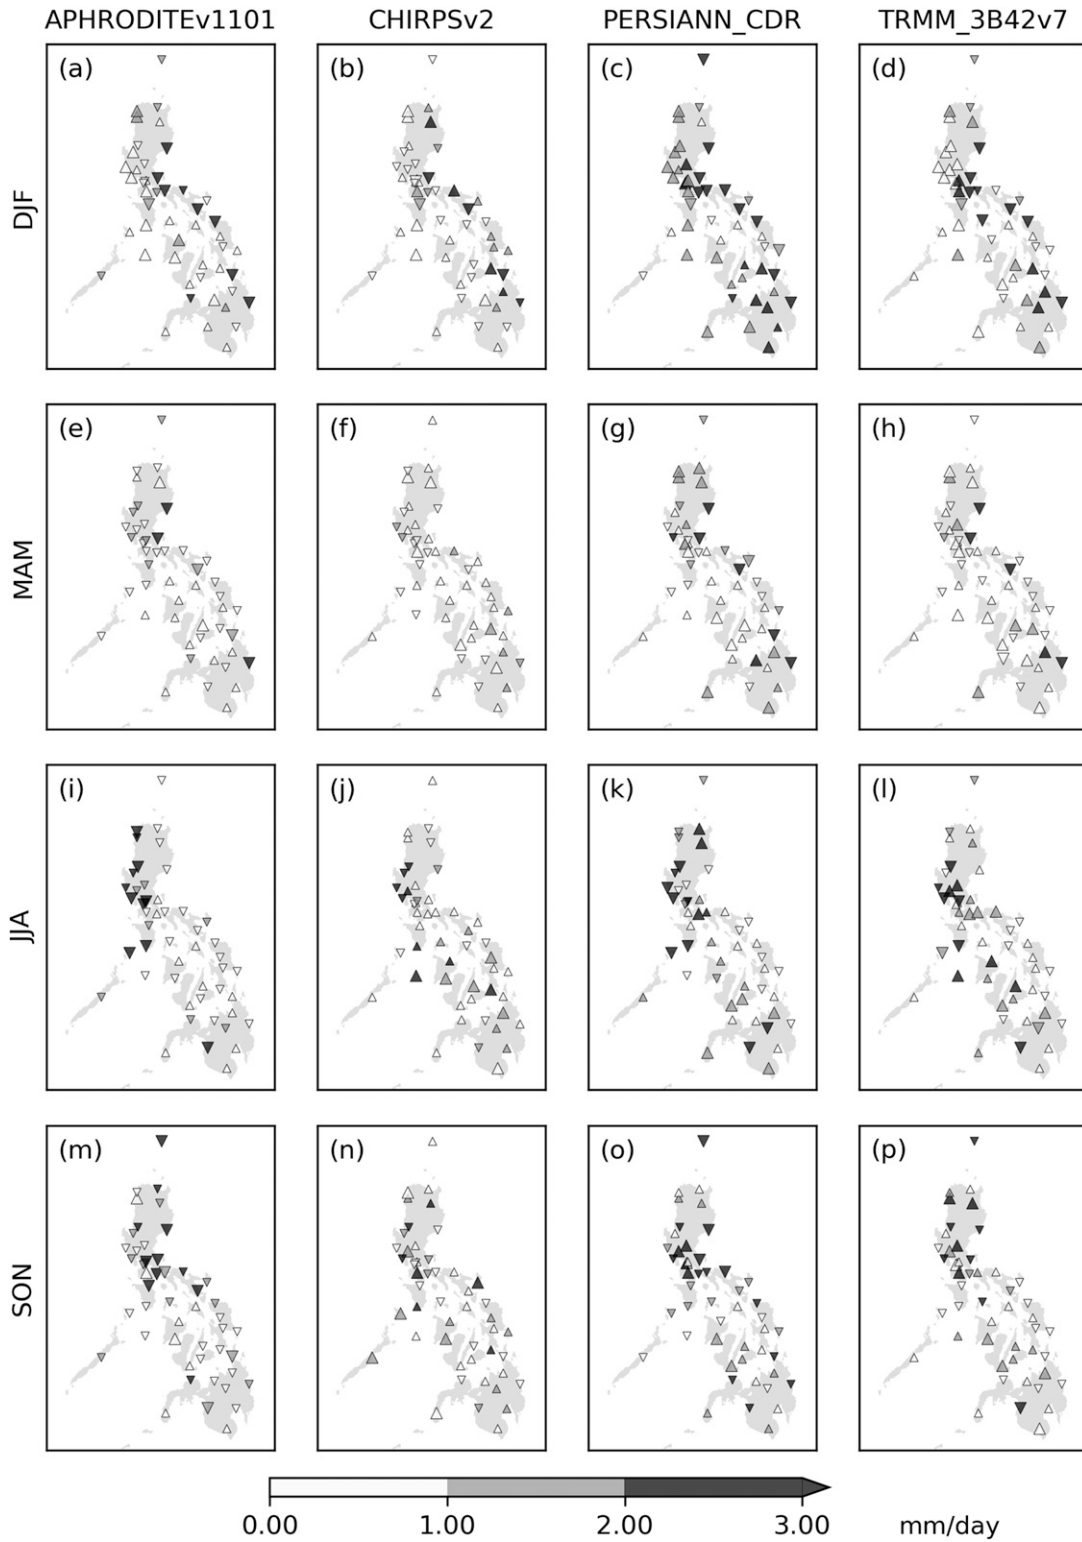 APHRODITEv1101 CHIRPSv2 PERSIANN_CDR TRMM_3B42v7
DJF
(a) (b) (c) (d)
MAM
(e) (f) (g) (h)
JJA
(i) (j) (k) (l)
SON
(m) (n) (o) (p)
0.00 1.00 2.00 3.00 mm/day